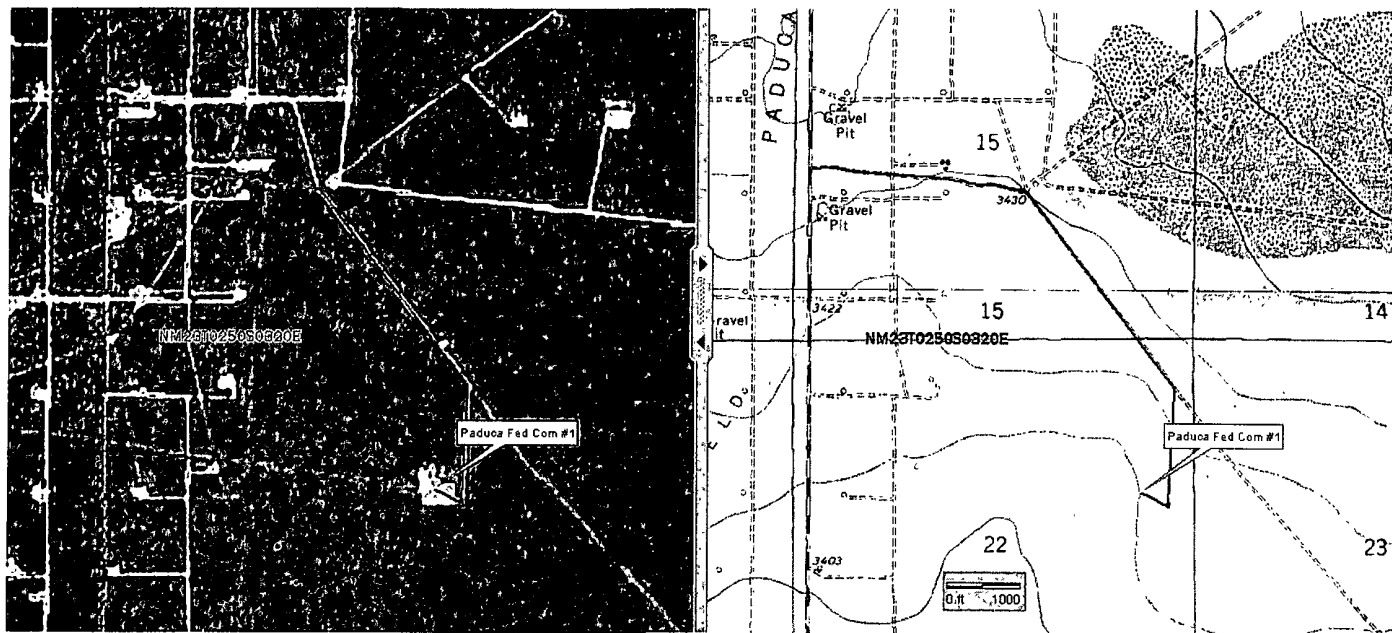 NM23T0250S0320E
Paduca Fed Com #1
PADUCA
Gravel
Pit
15
3430
Gravel
Pit
15
14
3422
NM23T0250S0320E
Paduca Fed Com #1
ELD
22
23
3403
0 ft 1000